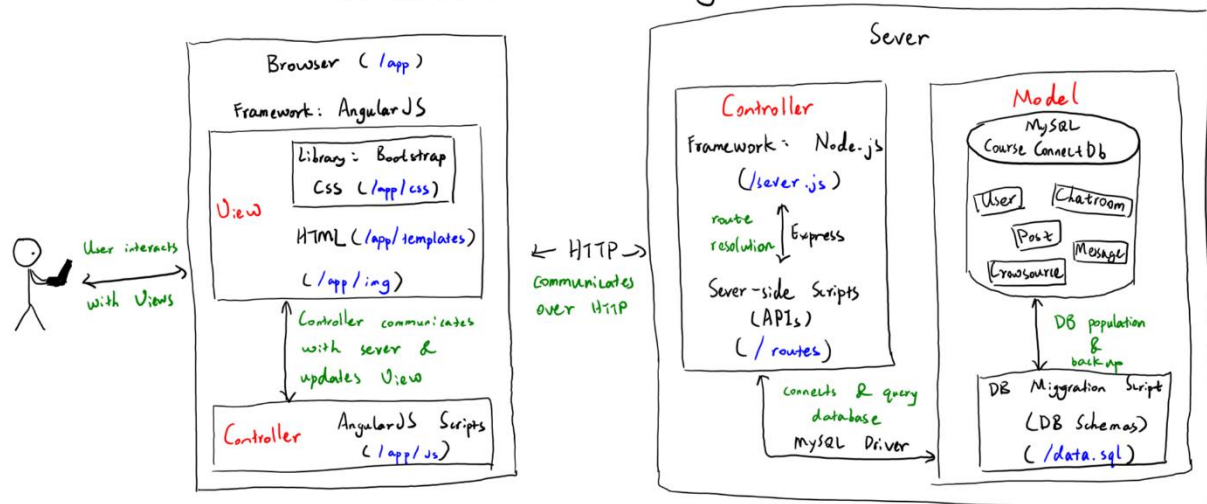 User interacts
with Views
Browser (/app)
Framework: AngularJS
View
Library: Bootstrap
CSS (/app/css)
HTML (/app/templates)
(/app/img)
Controller communicates
with sever &
updates View
Controller
AngularJS Scripts
(/app/js)
HTTP
communicates
over HTTP
Sever
Controller
Framework: Node.js
(/sever.js)
route
resolution
Express
Sever-side Scripts
(APIs)
(/routes)
connects & query
database
MySQL Driver
Model
MySQL
Course Connect Db
User
Chatroom
Post
Message
Crowsource
DB population
&
backup
DB Miggration Script
(DB Schemas)
(/data.sql)